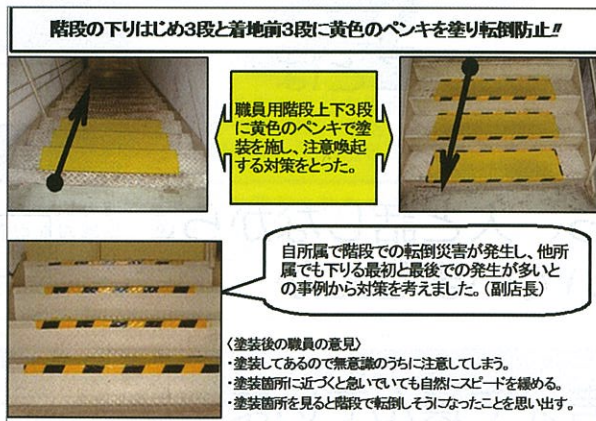 階段の下りはじめ3段と着地前3段に黄色のペンキを塗り転倒防止!!
職員用階段上下3段
に黄色のペンキで塗
装を施し、注意喚起
する対策をとった。
自所属で階段での転倒災害が発生し、他所
属でも下りる最初と最後での発生が多いと
の事例から対策を考えました。(副店長)
〈塗装後の職員の意見〉
・塗装してあるので無意識のうちに注意してしまう。
・塗装箇所に近づくと急いでいても自然にスピードを緩める。
・塗装箇所を見ると階段で転倒しそうになったことを思い出す。